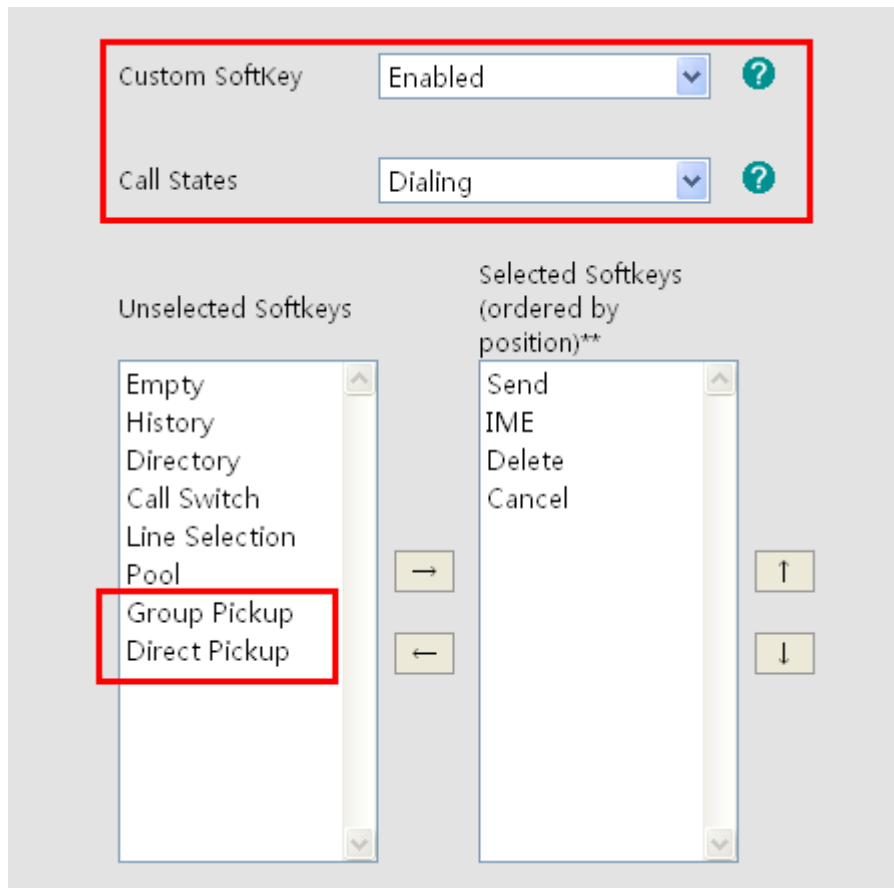 Custom SoftKey
Enabled
?
Call States
Dialing
?
Unselected Softkeys
Selected Softkeys
(ordered by
position)**
Empty
History
Directory
Call Switch
Line Selection
Pool
Group Pickup
Direct Pickup
→
←
Send
IME
Delete
Cancel
↑
↓